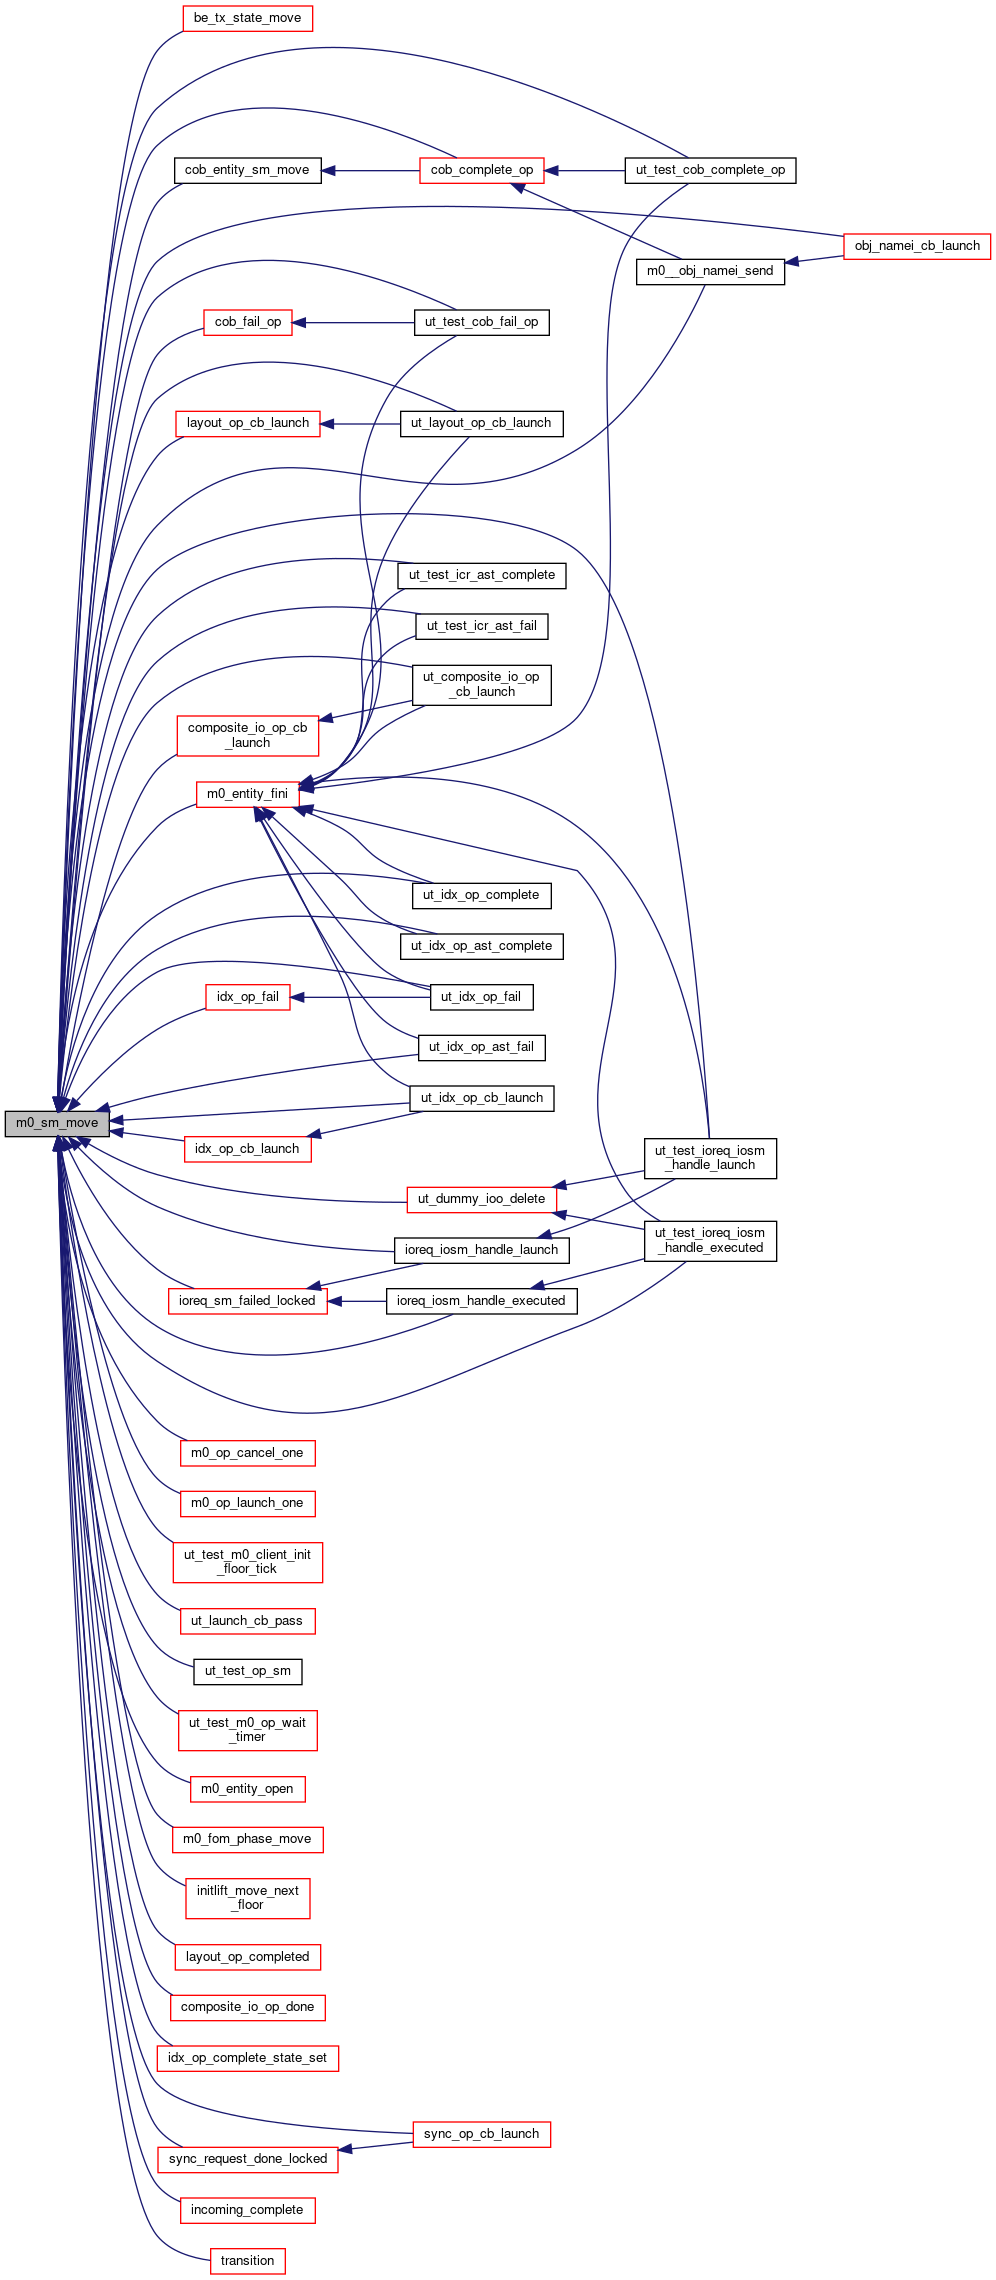 be_tx_state_move
cob_entity_sm_move
cob_complete_op
ut_test_cob_complete_op
obj_namei_cb_launch
m0__obj_namei_send
cob_fail_op
ut_test_cob_fail_op
layout_op_cb_launch
ut_layout_op_cb_launch
ut_test_icr_ast_complete
ut_test_icr_ast_fail
ut_composite_io_op
_cb_launch
composite_io_op_cb
_launch
m0_entity_fini
ut_idx_op_complete
ut_idx_op_ast_complete
idx_op_fail
ut_idx_op_fail
ut_idx_op_ast_fail
ut_idx_op_cb_launch
m0_sm_move
idx_op_cb_launch
ut_test_ioreq_iosm
_handle_launch
ut_dummy_ioo_delete
ut_test_ioreq_iosm
_handle_executed
ioreq_iosm_handle_launch
ioreq_sm_failed_locked
ioreq_iosm_handle_executed
m0_op_cancel_one
m0_op_launch_one
ut_test_m0_client_init
_floor_tick
ut_launch_cb_pass
ut_test_op_sm
ut_test_m0_op_wait
_timer
m0_entity_open
m0_fom_phase_move
initlift_move_next
_floor
layout_op_completed
composite_io_op_done
idx_op_complete_state_set
sync_op_cb_launch
sync_request_done_locked
incoming_complete
transition